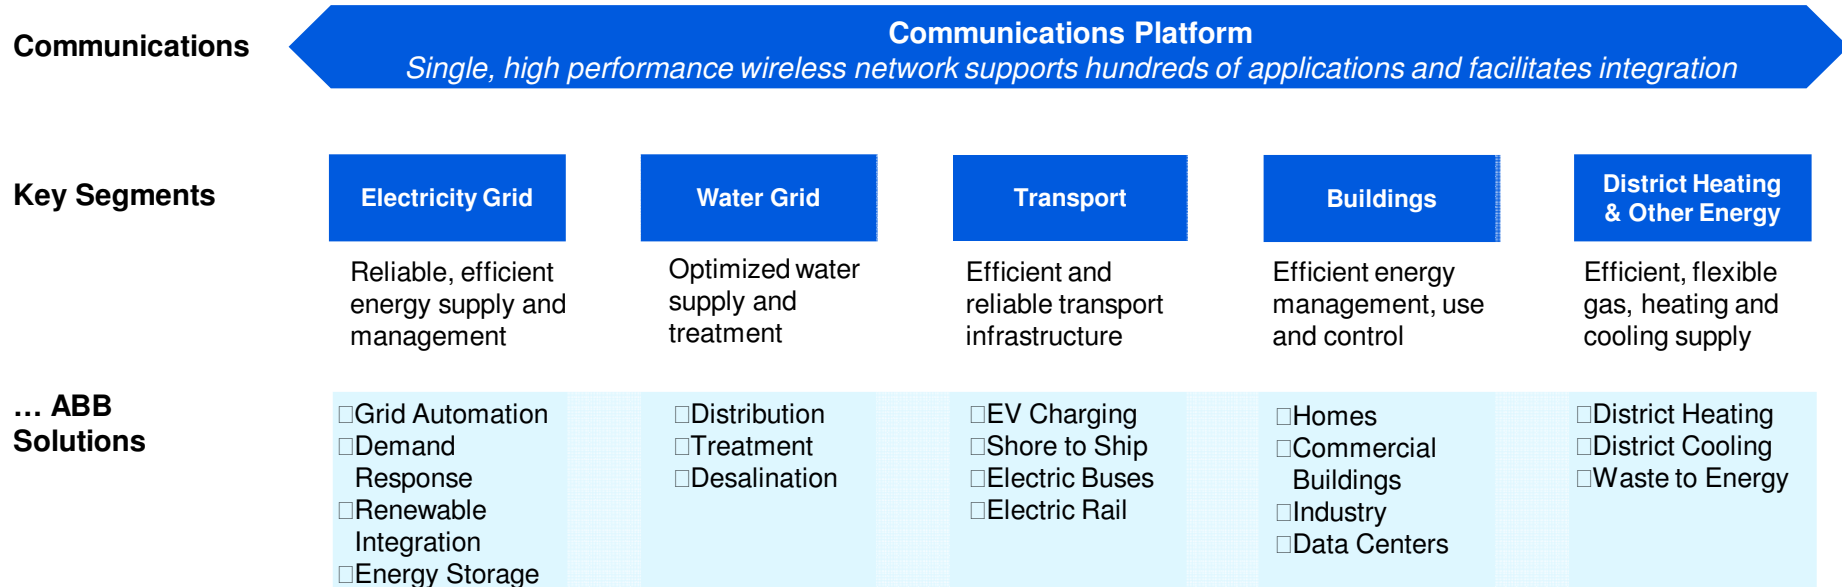 Communications
Communications Platform
Single, high performance wireless network supports hundreds of applications and facilitates integration
Key Segments
Electricity Grid
Water Grid
Transport
Buildings
District Heating
& Other Energy
Reliable, efficient
energy supply and
management
Optimized water
supply and
treatment
Efficient and
reliable transport
infrastructure
Efficient energy
management, use
and control
Efficient, flexible
gas, heating and
cooling supply
... ABB
Solutions
□Grid Automation
□Demand
Response
□Renewable
Integration
□Energy Storage
□Distribution
□Treatment
□Desalination
□EV Charging
□Shore to Ship
□Electric Buses
□Electric Rail
□Homes
□Commercial
Buildings
□Industry
□Data Centers
□District Heating
□District Cooling
□Waste to Energy